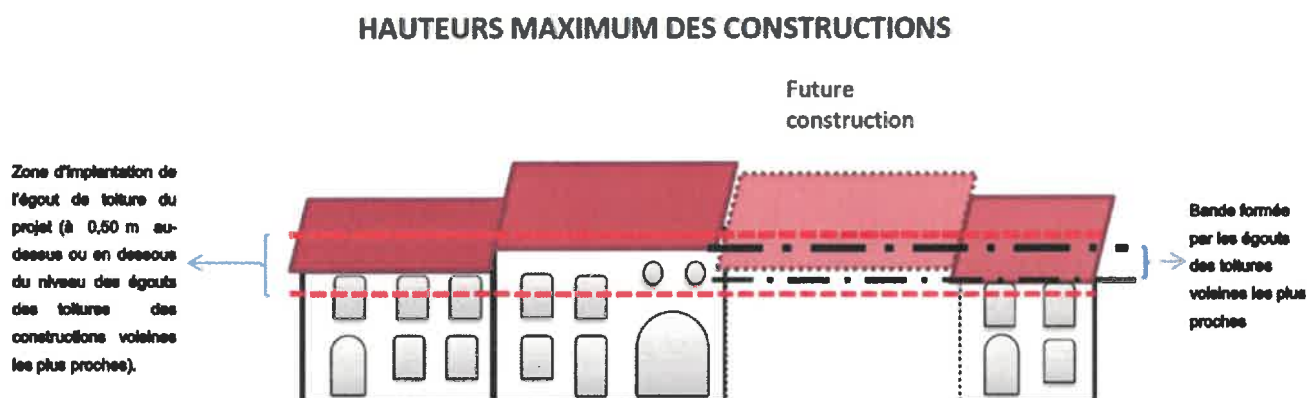 HAUTEURS MAXIMUM DES CONSTRUCTIONS
Future
construction
Zone d'implantation de
l'égout de toiture du
projet (à 0,50 m au-
dessus ou en dessous
du niveau des égouts
des toitures des
constructions voisines
les plus proches).
Bande formée
par les égouts
des toitures
voisines les plus
proches